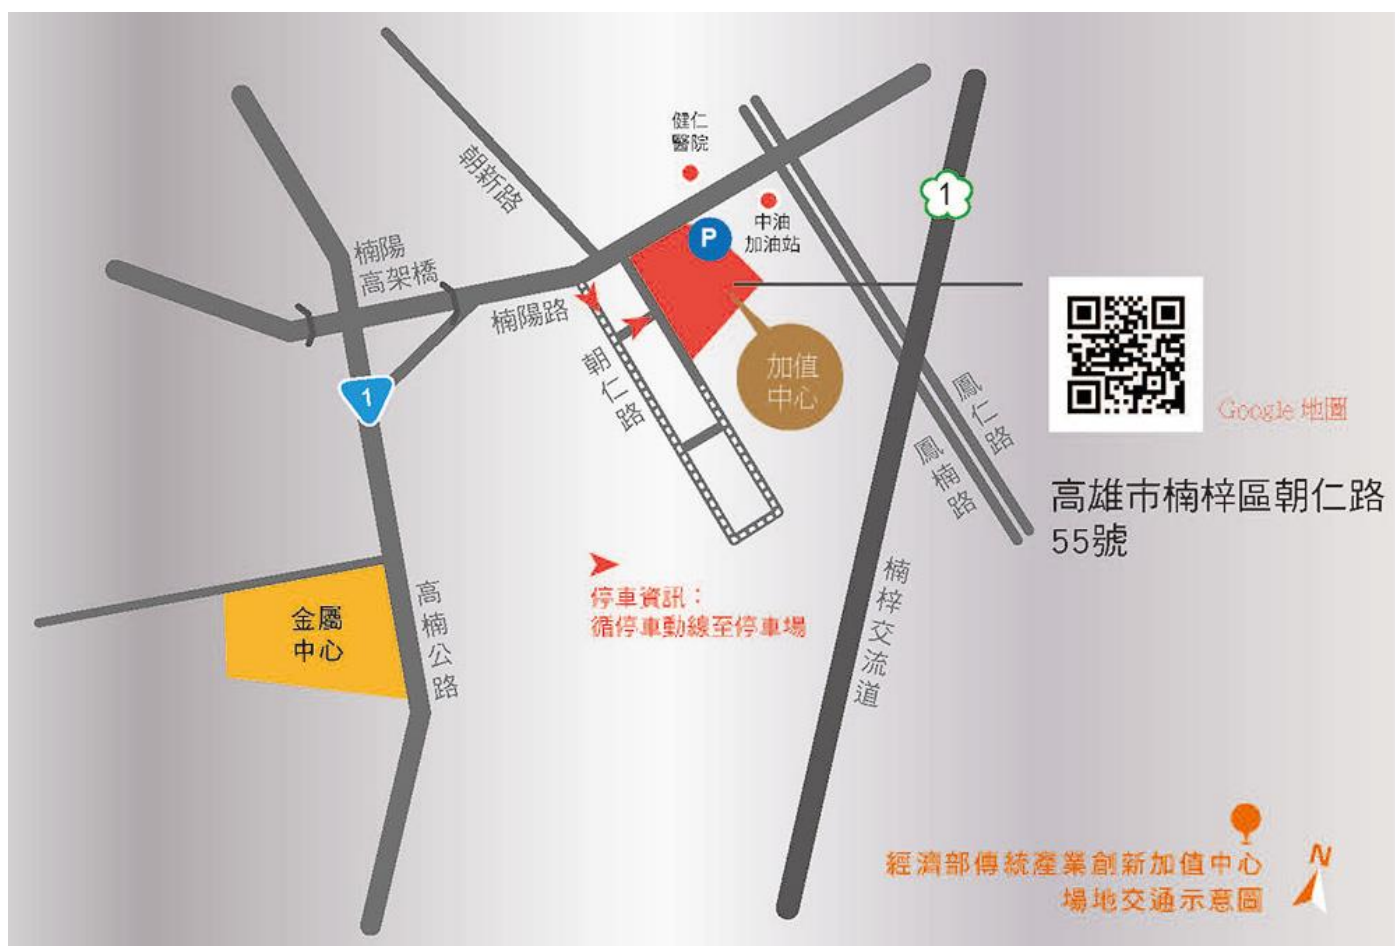 健仁
醫院
朝新路
1
P
中油
加油站
楠陽
高架橋
楠陽路
1
朝仁路
加值
中心
鳳仁路
鳳楠路
Google 地圖
高雄市楠梓區朝仁路
55號
停車資訊：
循停車動線至停車場
金屬
中心
高楠公路
楠梓交流道
經濟部傳統產業創新加值中心
場地交通示意圖
N